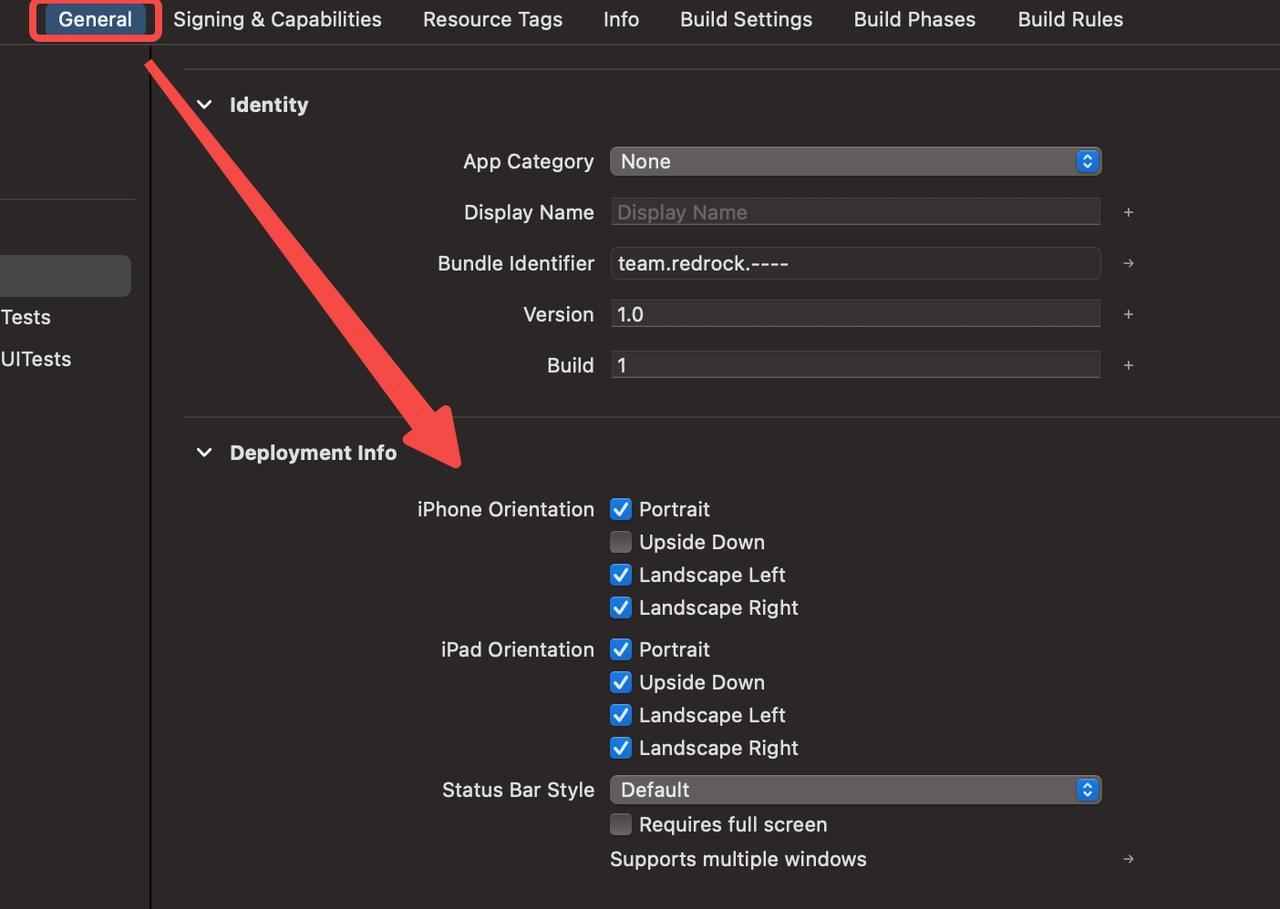 General Signing & Capabilities Resource Tags Info Build Settings Build Phases Build Rules
Identity
App Category None
Display Name Display Name +
Bundle Identifier team.redrock.---- →
Version 1.0 +
Build 1 +
Tests
UITests
Deployment Info
iPhone Orientation Portrait
Upside Down
Landscape Left
Landscape Right
iPad Orientation Portrait
Upside Down
Landscape Left
Landscape Right
Status Bar Style Default
Requires full screen
Supports multiple windows →